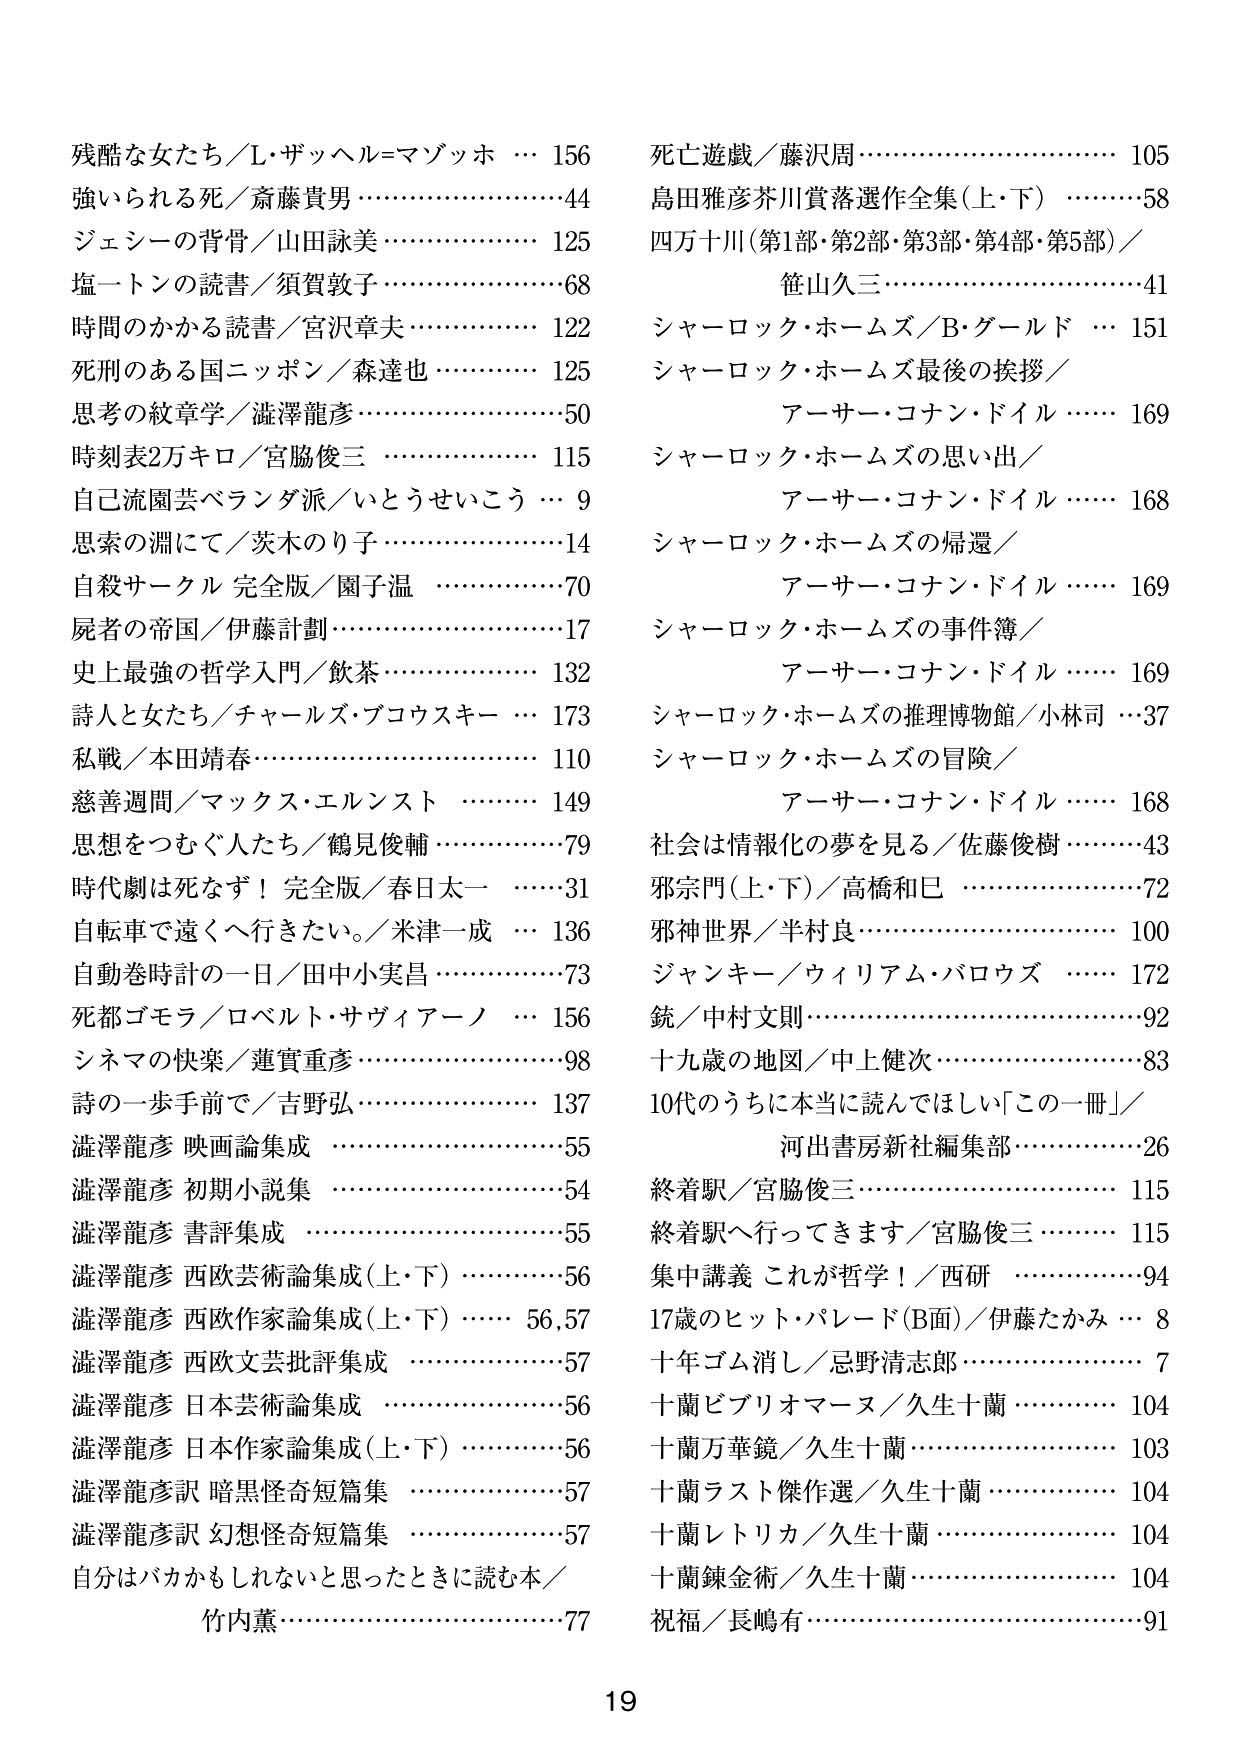 残酷な女たち／L・ザッヘル=マゾッホ … 156
強いられる死／斎藤貴男……………………44
ジェシーの背骨／山田詠美……………… 125
塩一トンの読書／須賀敦子…………………68
時間のかかる読書／宮沢章夫…………… 122
死刑のある国ニッポン／森達也………… 125
思考の紋章学／澁澤龍彥……………………50
時刻表2万キロ／宮脇俊三 ……………… 115
自己流園芸ベランダ派／いとうせいこう … 9
思索の淵にて／茨木のり子…………………14
自殺サークル 完全版／園子温 ……………70
屍者の帝国／伊藤計劃………………………17
史上最強の哲学入門／飲茶……………… 132
詩人と女たち／チャールズ・ブコウスキー … 173
私戦／本田靖春…………………………… 110
慈善週間／マックス・エルンスト ……… 149
思想をつむぐ人たち／鶴見俊輔……………79
時代劇は死なず！ 完全版／春日太一 ……31
自転車で遠くへ行きたい。／米津一成 … 136
自動巻時計の一日／田中小実昌……………73
死都ゴモラ／ロベルト・サヴィアーノ … 156
シネマの快楽／蓮實重彥……………………98
詩の一歩手前で／吉野弘………………… 137
澁澤龍彥 映画論集成 ………………………55
澁澤龍彥 初期小説集 ………………………54
澁澤龍彥 書評集成 …………………………55
澁澤龍彥 西欧芸術論集成（上・下）…………56
澁澤龍彥 西欧作家論集成（上・下）…… 56,57
澁澤龍彥 西欧文芸批評集成 ………………57
澁澤龍彥 日本芸術論集成 …………………56
澁澤龍彥 日本作家論集成（上・下）…………56
澁澤龍彥訳 暗黒怪奇短篇集 ………………57
澁澤龍彥訳 幻想怪奇短篇集 ………………57
自分はバカかもしれないと思ったときに読む本／
竹内薫……………………………77
死亡遊戯／藤沢周………………………… 105
島田雅彦芥川賞落選作全集（上・下） ………58
四万十川（第1部・第2部・第3部・第4部・第5部）／
笹山久三…………………………41
シャーロック・ホームズ／B・グールド … 151
シャーロック・ホームズ最後の挨拶／
アーサー・コナン・ドイル …… 169
シャーロック・ホームズの思い出／
アーサー・コナン・ドイル …… 168
シャーロック・ホームズの帰還／
アーサー・コナン・ドイル …… 169
シャーロック・ホームズの事件簿／
アーサー・コナン・ドイル …… 169
シャーロック・ホームズの推理博物館／小林司 …37
シャーロック・ホームズの冒険／
アーサー・コナン・ドイル …… 168
社会は情報化の夢を見る／佐藤俊樹………43
邪宗門（上・下）／高橋和巳 …………………72
邪神世界／半村良………………………… 100
ジャンキー／ウィリアム・バロウズ …… 172
銃／中村文則…………………………………92
十九歳の地図／中上健次……………………83
10代のうちに本当に読んでほしい「この一冊」／
河出書房新社編集部……………26
終着駅／宮脇俊三………………………… 115
終着駅へ行ってきます／宮脇俊三……… 115
集中講義 これが哲学！／西研 ……………94
17歳のヒット・パレード（B面）／伊藤たかみ … 8
十年ゴム消し／忌野清志郎………………… 7
十蘭ビブリオマーヌ／久生十蘭………… 104
十蘭万華鏡／久生十蘭…………………… 103
十蘭ラスト傑作選／久生十蘭…………… 104
十蘭レトリカ／久生十蘭………………… 104
十蘭錬金術／久生十蘭…………………… 104
祝福／長嶋有…………………………………91
19